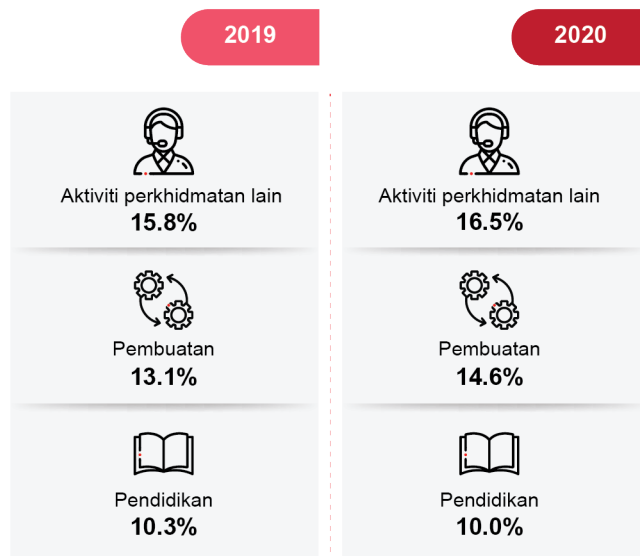 2019
Aktiviti perkhidmatan lain
15.8%
Pembuatan
13.1%
Pendidikan
10.3%
2020
Aktiviti perkhidmatan lain
16.5%
Pembuatan
14.6%
Pendidikan
10.0%